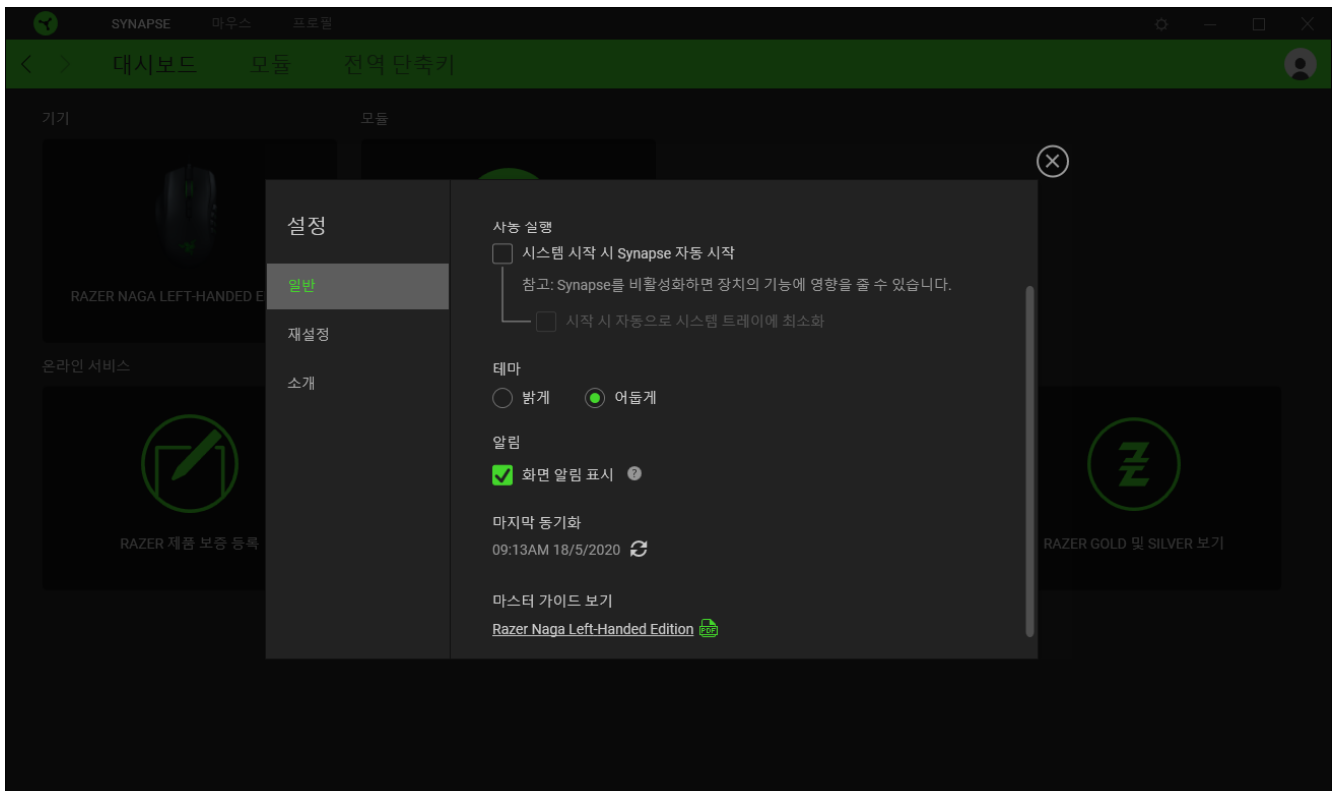 SYNAPSE 마우스 프로필
대시보드 모듈 전역 단축키
기기 모듈
RAZER NAGA LEFT-HANDED E
온라인 서비스
RAZER 제품 보증 등록
RAZER GOLD 및 SILVER 보기
설정
일반
재설정
소개
실행
시스템 시작 시 Synapse 자동 시작
참고: Synapse를 비활성화하면 장치의 기능에 영향을 줄 수 있습니다.
시작 시 자동으로 시스템 트레이에 최소화
테마
밝게 어둡게
알림
화면 알림 표시 ?
마지막 동기화
09:13AM 18/5/2020
마스터 가이드 보기
Razer Naga Left-Handed Edition PDF